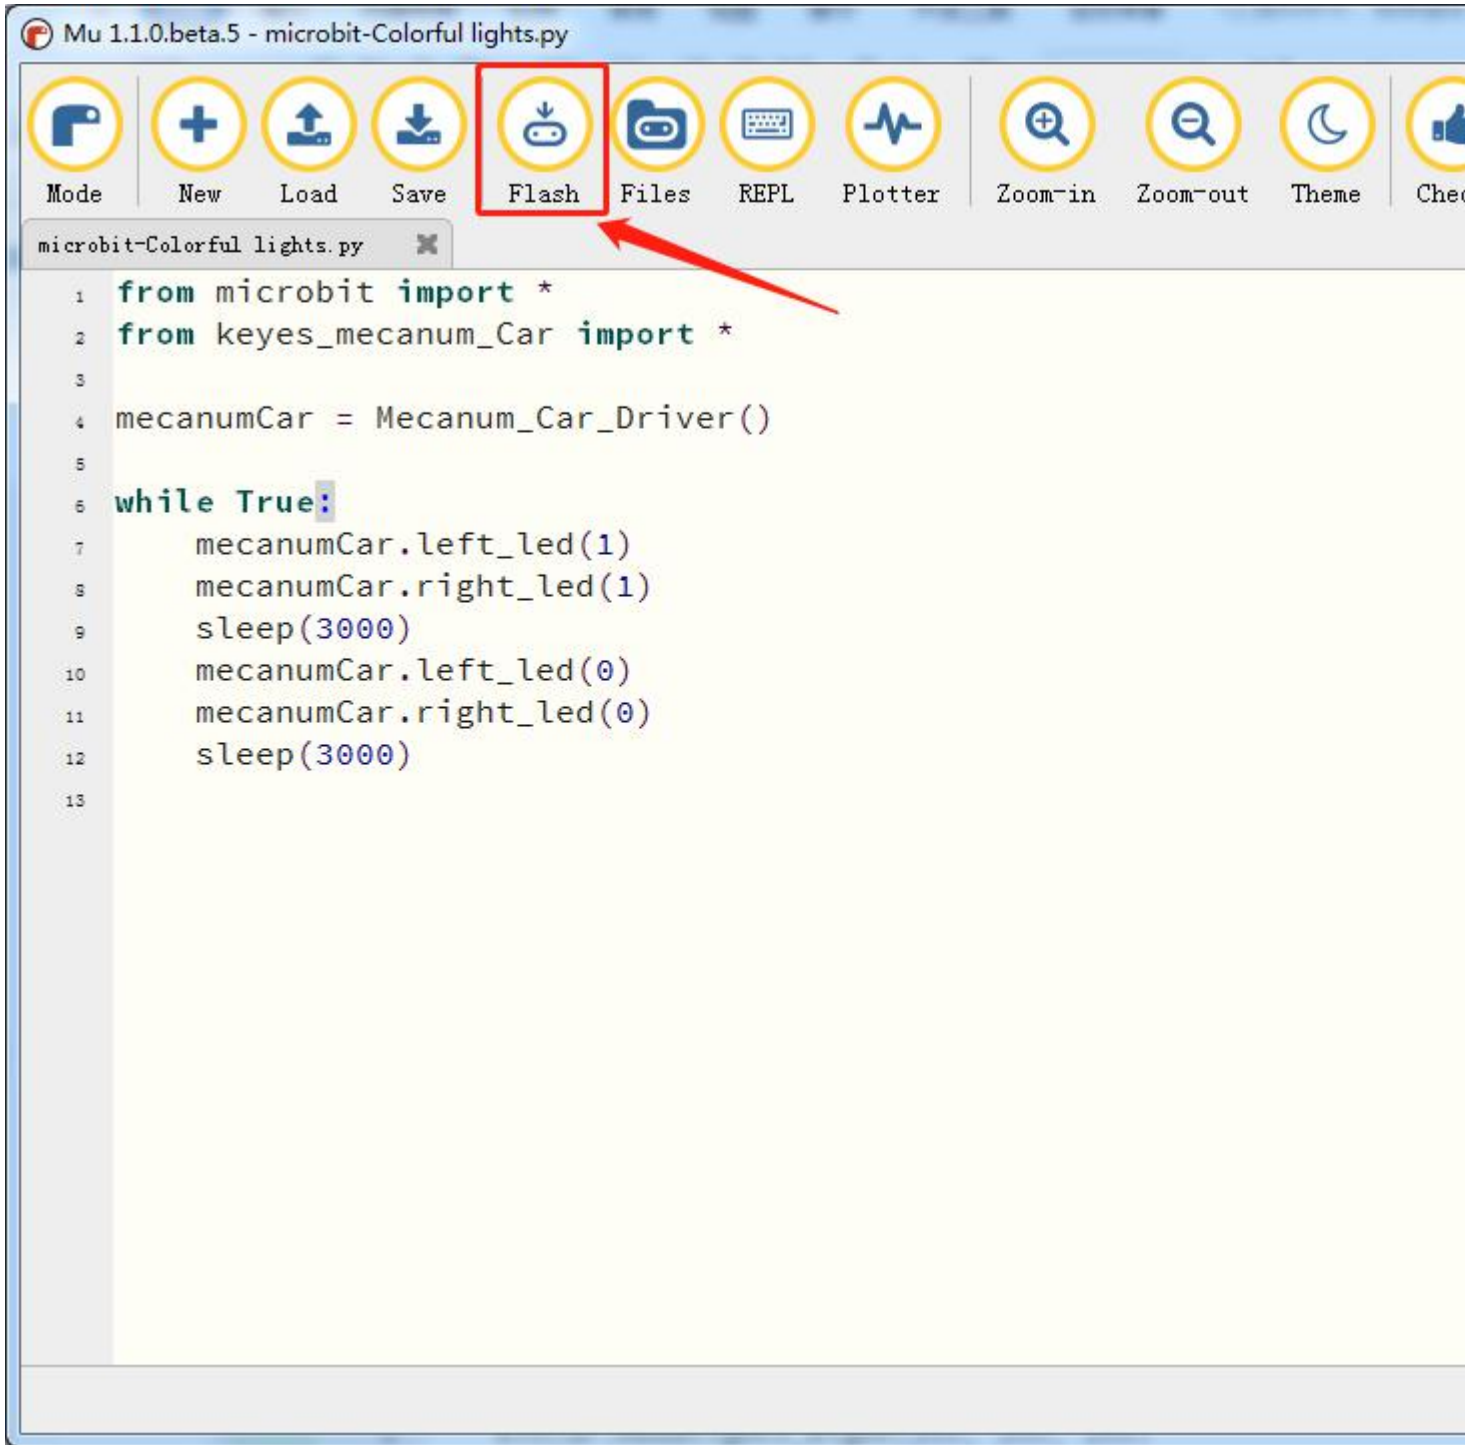 Mu 1.1.0.beta.5 - microbit-Colorful lights.py
Mode New Load Save Flash Files REPL Plotter Zoom-in Zoom-out Theme
microbit-Colorful lights.py
1 from microbit import *
2 from keyes_mecanum_Car import *
3
4 mecanumCar = Mecanum_Car_Driver()
5
6 while True:
7     mecanumCar.left_led(1)
8     mecanumCar.right_led(1)
9     sleep(3000)
10     mecanumCar.left_led(0)
11     mecanumCar.right_led(0)
12     sleep(3000)
13